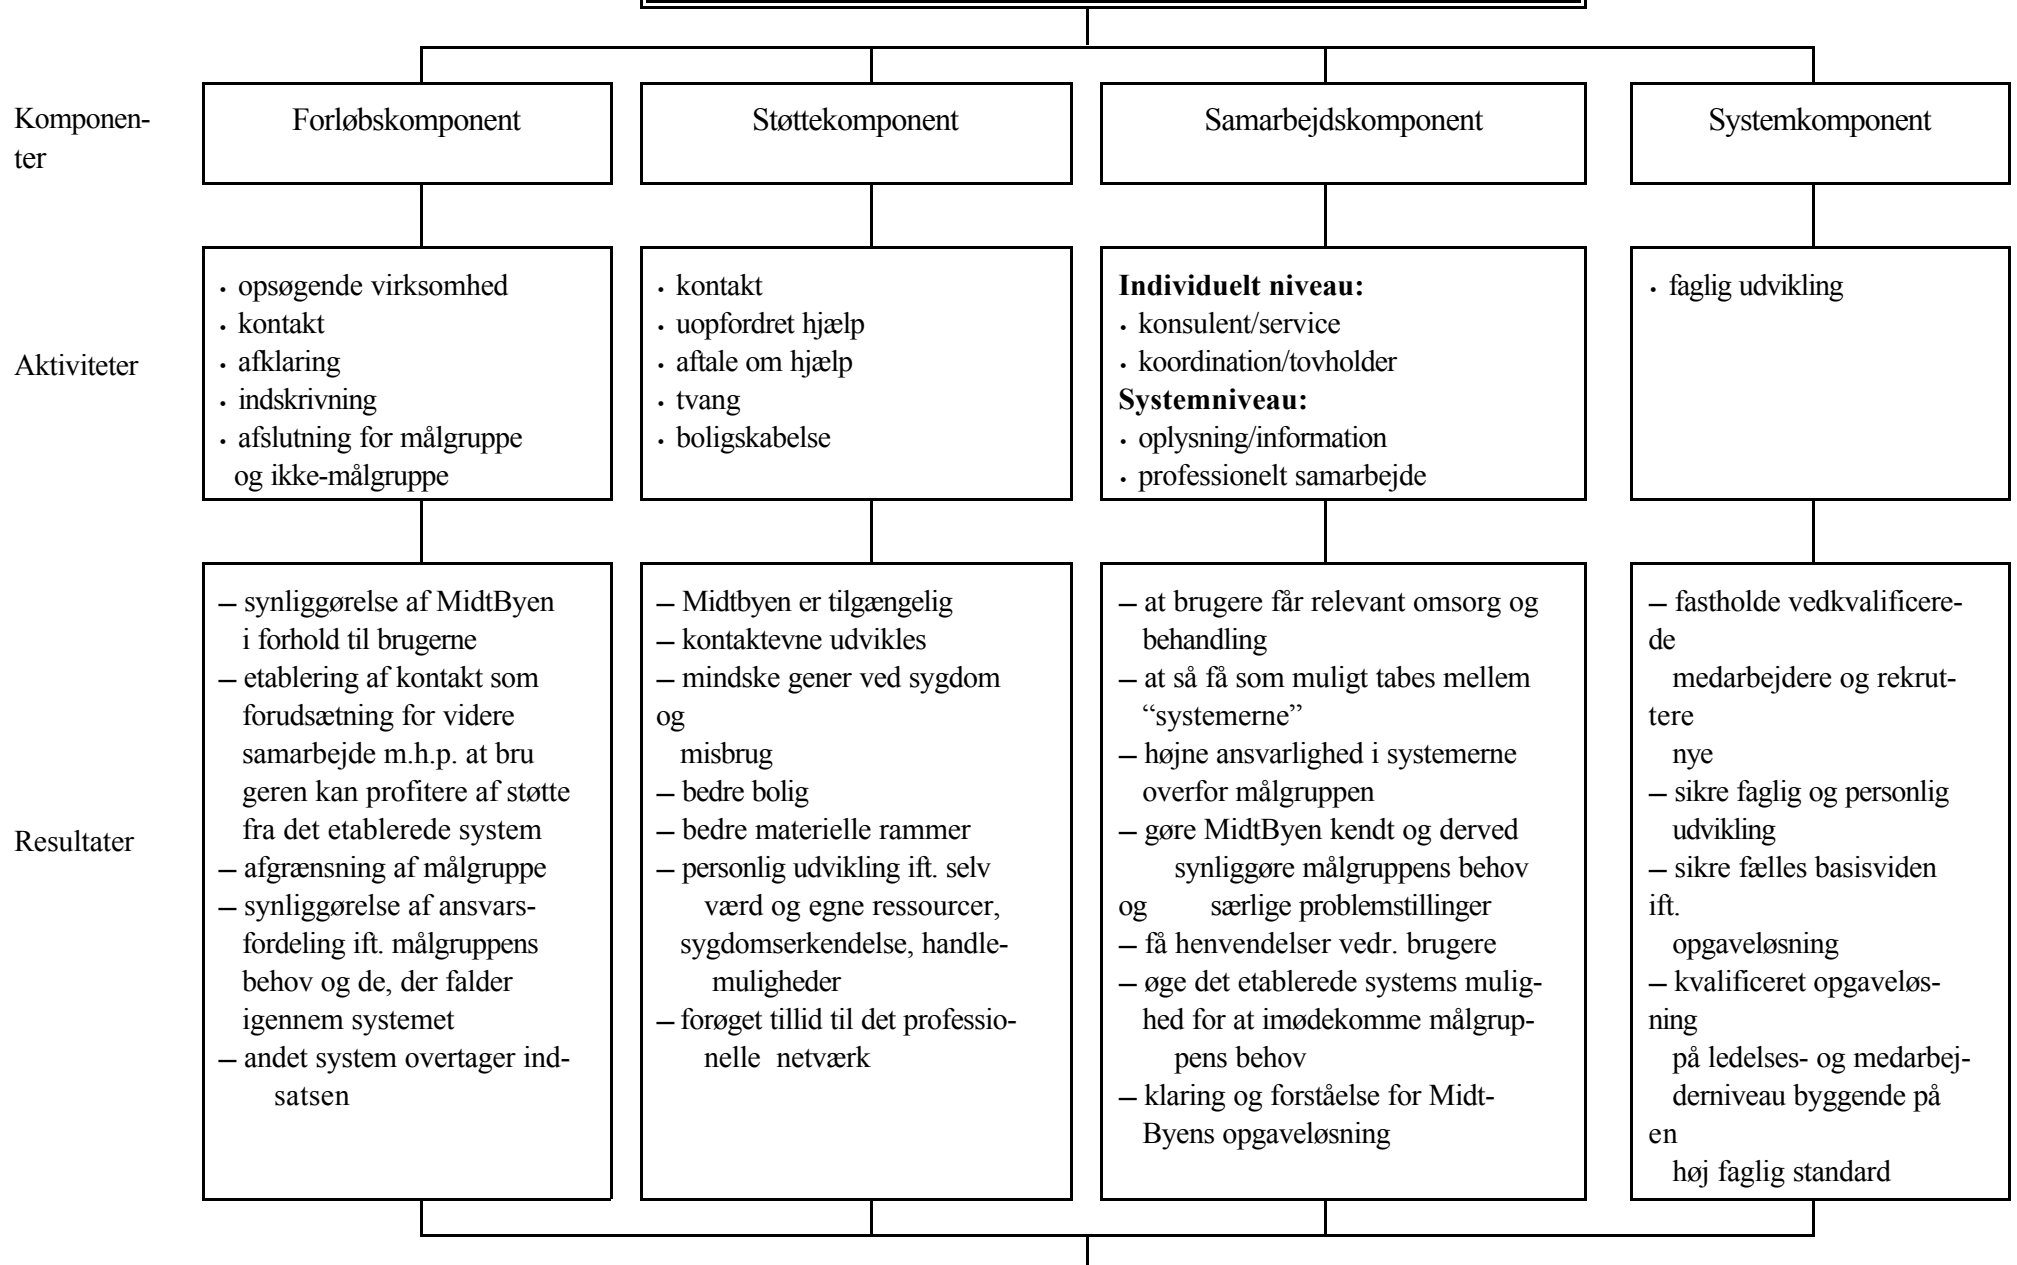 Komponen-
ter
Forløbskomponent
Støttekomponent
Samarbejdskomponent
Systemkomponent
Aktiviteter
· opsøgende virksomhed
· kontakt
· afklaring
· indskrivning
· afslutning for målgruppe
og ikke-målgruppe
· kontakt
· uopfordret hjælp
· aftale om hjælp
· tvang
· boligskabelse
Individuelt niveau:
· konsulent/service
· koordination/tovholder
Systemniveau:
· oplysning/information
· professionelt samarbejde
· faglig udvikling
Resultater
– synliggørelse af MidtByen
i forhold til brugerne
– etablering af kontakt som
forudsætning for videre
samarbejde m.h.p. at bru
geren kan profitere af støtte
fra det etablerede system
– afgrænsning af målgruppe
– synliggørelse af ansvars-
fordeling ift. målgruppens
behov og de, der falder
igennem systemet
– andet system overtager ind-
satsen
– Midtbyen er tilgængelig
– kontaktevne udvikles
– mindske gener ved sygdom
og
misbrug
– bedre bolig
– bedre materielle rammer
– personlig udvikling ift. selv
værd og egne ressourcer,
sygdomserkendelse, handle-
muligheder
– forøget tillid til det professio-
nelle netværk
– at brugere får relevant omsorg og
behandling
– at så få som muligt tabes mellem
“systemerne”
– højne ansvarlighed i systemerne
overfor målgruppen
– gøre MidtByen kendt og derved
synliggøre målgruppens behov
og særlige problemstillinger
– få henvendelser vedr. brugere
– øge det etablerede systems mulig-
hed for at imødekomme målgrup-
pens behov
– klaring og forståelse for Midt-
Byens opgaveløsning
– fastholde vedkvalificere-
de
medarbejdere og rekrut-
tere
nye
– sikre faglig og personlig
udvikling
– sikre fælles basisviden
ift.
opgaveløsning
– kvalificeret opgaveløs-
ning
på ledelses- og medarbej-
derniveau byggende på
en
høj faglig standard